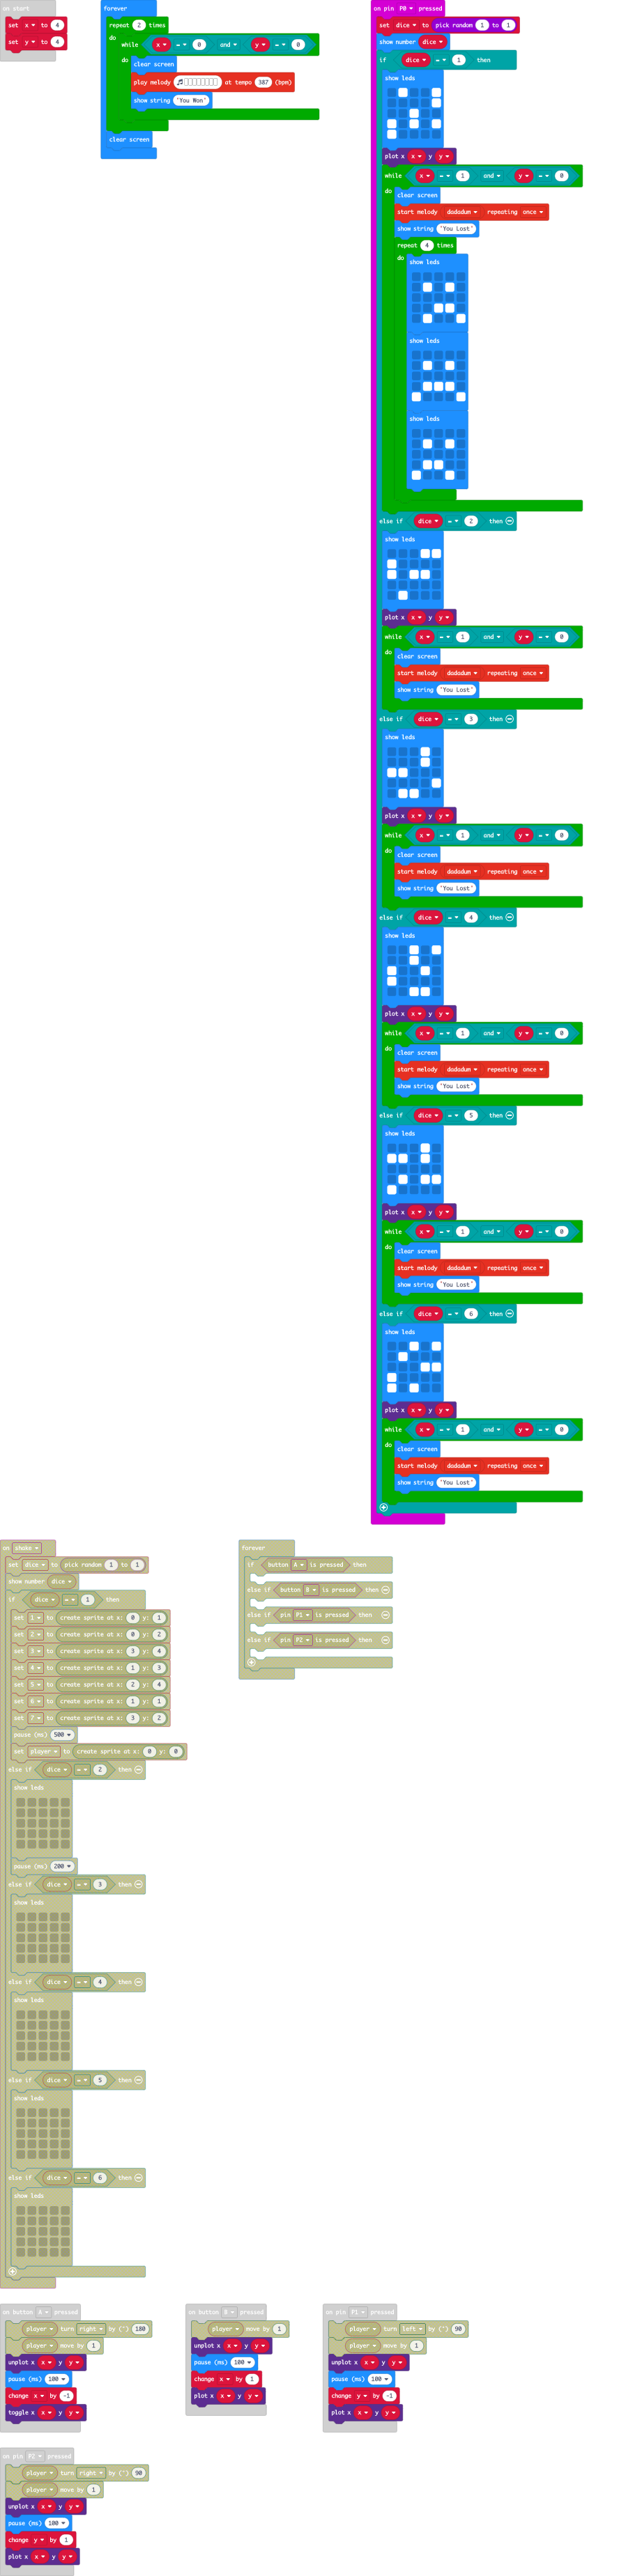 on start
set x to 4
set y to 4
forever
repeat 2 times
do
while x = 0 and y = 0
do
clear screen
play melody at tempo 387 (bpm)
show string "You Won"
clear screen
on pin P0 pressed
set dice to pick random 1 to 1
show number dice
if dice = 1 then
show leds
plot x x y y
while x = 1 and y = 0
do
clear screen
start melody dadadum repeating once
show string "You Lost"
repeat 4 times
do
show leds
show leds
show leds
else if dice = 2 then
show leds
plot x x y y
while x = 1 and y = 0
do
clear screen
start melody dadadum repeating once
show string "You Lost"
else if dice = 3 then
show leds
plot x x y y
while x = 1 and y = 0
do
clear screen
start melody dadadum repeating once
show string "You Lost"
else if dice = 4 then
show leds
plot x x y y
while x = 1 and y = 0
do
clear screen
start melody dadadum repeating once
show string "You Lost"
else if dice = 5 then
show leds
plot x x y y
while x = 1 and y = 0
do
clear screen
start melody dadadum repeating once
show string "You Lost"
else if dice = 6 then
show leds
plot x x y y
while x = 1 and y = 0
do
clear screen
start melody dadadum repeating once
show string "You Lost"
on shake
set dice to pick random 1 to 1
show number dice
if dice = 1 then
set 1 to create sprite at x: 0 y: 1
set 2 to create sprite at x: 0 y: 2
set 3 to create sprite at x: 3 y: 4
set 4 to create sprite at x: 1 y: 3
set 5 to create sprite at x: 2 y: 4
set 6 to create sprite at x: 1 y: 1
set 7 to create sprite at x: 3 y: 2
pause (ms) 500
set player to create sprite at x: 0 y: 0
else if dice = 2 then
show leds
pause (ms) 200
else if dice = 3 then
show leds
else if dice = 4 then
show leds
else if dice = 5 then
show leds
else if dice = 6 then
show leds
forever
if button A is pressed then
else if button B is pressed then
else if pin P1 is pressed then
else if pin P2 is pressed then
on button A pressed
player turn right by (°) 180
player move by 1
unplot x x y y
pause (ms) 100
change x by -1
toggle x x y y
on button B pressed
player move by 1
unplot x x y y
pause (ms) 100
change x by 1
plot x x y y
on pin P1 pressed
player turn left by (°) 90
player move by 1
unplot x x y y
pause (ms) 100
change y by -1
plot x x y y
on pin P2 pressed
player turn right by (°) 90
player move by 1
unplot x x y y
pause (ms) 100
change y by 1
plot x x y y